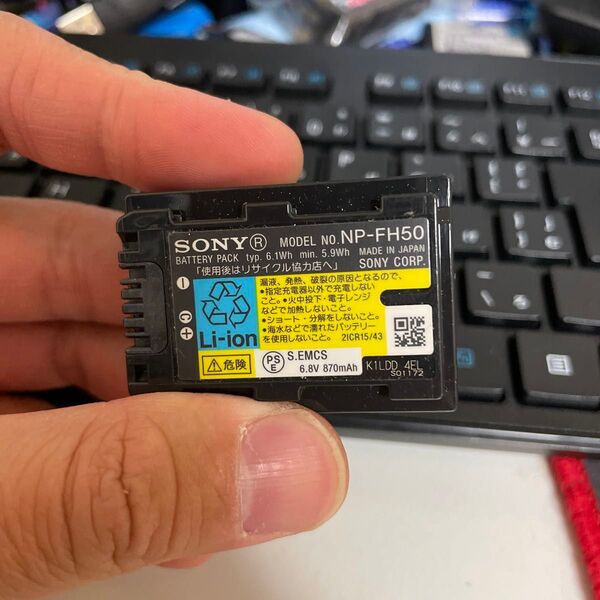 SONY® MODEL NO. NP-FH50
BATTERY PACK typ. 6.1Wh min. 5.9Wh MADE IN JAPAN
「使用後はリサイクル協力店へ」 SONY CORP.
漏液、発熱、破裂の原因となるので、
•指定充電器以外で充電しない
こと。•火中投下・電子レンジ
などで加熱しないこと。
•ショート・分解をしないこと。
•海水などで濡れたバッテリー
を使用しないこと。 2ICR15/43
Li-ion
⚠危険
PSE S.EMCS
6.8V 870mAh
K1LDD 4EL
S01172